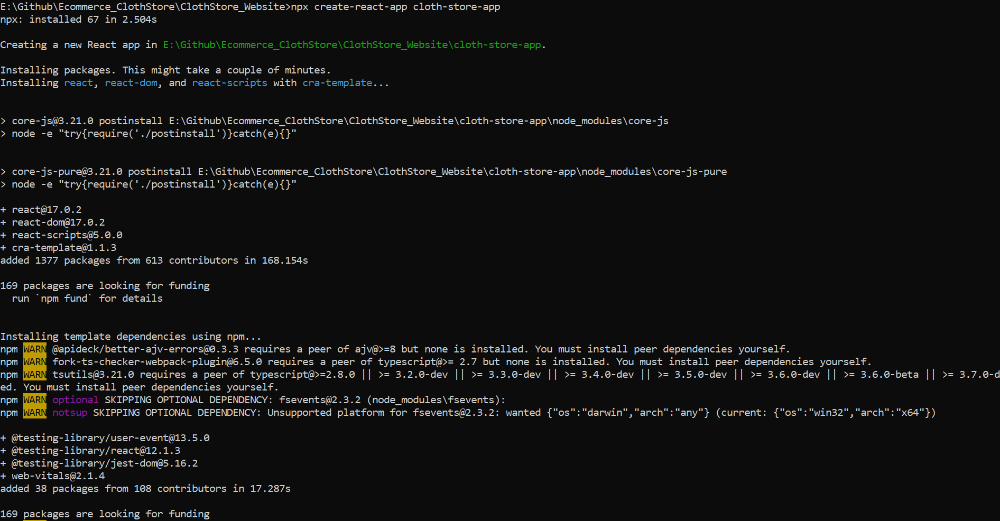 E:\Github\Ecommerce_ClothStore\ClothStore_Website>npx create-react-app cloth-store-app
npx: installed 67 in 2.504s
Creating a new React app in E:\Github\Ecommerce_ClothStore\ClothStore_Website\cloth-store-app.
Installing packages. This might take a couple of minutes.
Installing react, react-dom, and react-scripts with cra-template...
> core-js@3.21.0 postinstall E:\Github\Ecommerce_ClothStore\ClothStore_Website\cloth-store-app\node_modules\core-js
> node -e "try{require('./postinstall')}catch(e){}"
> core-js-pure@3.21.0 postinstall E:\Github\Ecommerce_ClothStore\ClothStore_Website\cloth-store-app\node_modules\core-js-pure
> node -e "try{require('./postinstall')}catch(e){}"
+ react@17.0.2
+ react-dom@17.0.2
+ react-scripts@5.0.0
+ cra-template@1.1.3
added 1377 packages from 613 contributors in 168.154s
169 packages are looking for funding
  run `npm fund` for details
Installing template dependencies using npm...
npm WARN @apideck/better-ajv-errors@0.3.3 requires a peer of ajv@>=8 but none is installed. You must install peer dependencies yourself.
npm WARN fork-ts-checker-webpack-plugin@6.5.0 requires a peer of typescript@>= 2.7 but none is installed. You must install peer dependencies yourself.
npm WARN tsutils@3.21.0 requires a peer of typescript@>=2.8.0 || >= 3.2.0-dev || >= 3.3.0-dev || >= 3.4.0-dev || >= 3.5.0-dev || >= 3.6.0-dev || >= 3.6.0-beta || >= 3.7.0-d
ed. You must install peer dependencies yourself.
npm WARN optional SKIPPING OPTIONAL DEPENDENCY: fsevents@2.3.2 (node_modules\fsevents):
npm WARN notsup SKIPPING OPTIONAL DEPENDENCY: Unsupported platform for fsevents@2.3.2: wanted {"os":"darwin","arch":"any"} (current: {"os":"win32","arch":"x64"})
+ @testing-library/user-event@13.5.0
+ @testing-library/react@12.1.3
+ @testing-library/jest-dom@5.16.2
+ web-vitals@2.1.4
added 38 packages from 108 contributors in 17.287s
169 packages are looking for funding